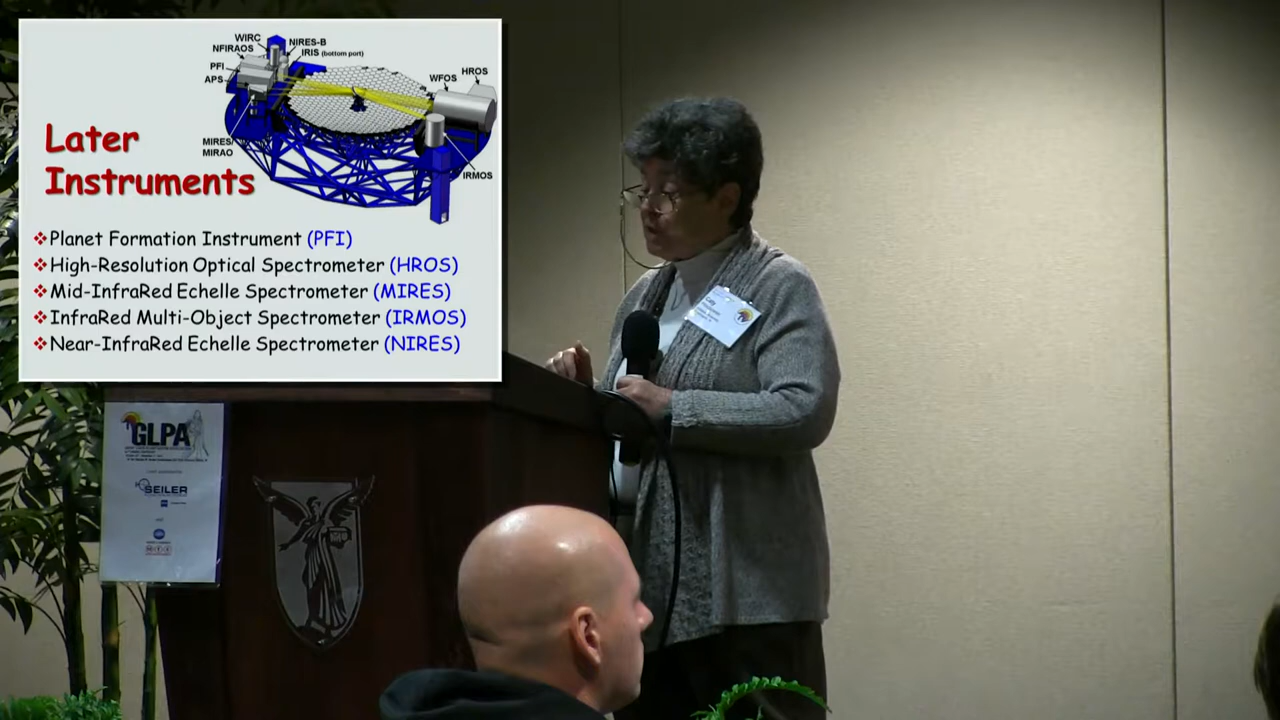 WIRC
NIRES-B
NFIRAOS
IRIS (bottom port)
PFI
APS
WFOS
HROS
MIRES/
MIRAO
IRMOS
Later
Instruments
❖Planet Formation Instrument (PFI)
❖High-Resolution Optical Spectrometer (HROS)
❖Mid-InfraRed Echelle Spectrometer (MIRES)
❖InfraRed Multi-Object Spectrometer (IRMOS)
❖Near-InfraRed Echelle Spectrometer (NIRES)
GLPA
SEILER